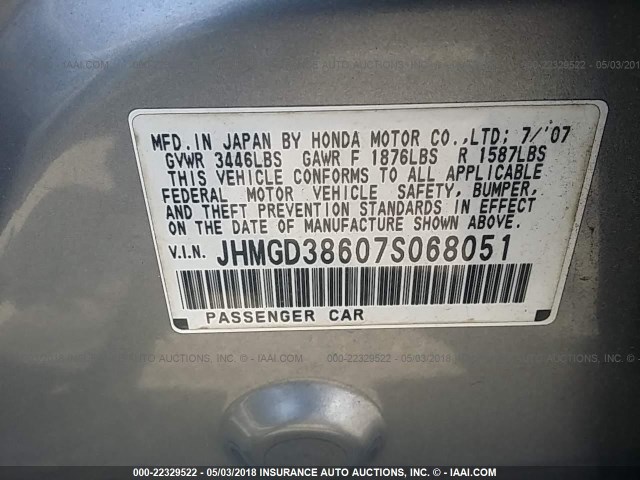 MFD. IN JAPAN BY HONDA MOTOR CO., LTD; 7/'07
GVWR 3446LBS GAWR F 1876LBS R 1587LBS
THIS VEHICLE CONFORMS TO ALL APPLICABLE
FEDERAL MOTOR VEHICLE SAFETY, BUMPER,
AND THEFT PREVENTION STANDARDS IN EFFECT
ON THE DATE OF MANUFACTURE SHOWN ABOVE.
V.I.N. JHMGD38607S068051
PASSENGER CAR
000-22329522 - 05/03/2018 INSURANCE AUTO AUCTIONS, INC. - © IAAI.COM